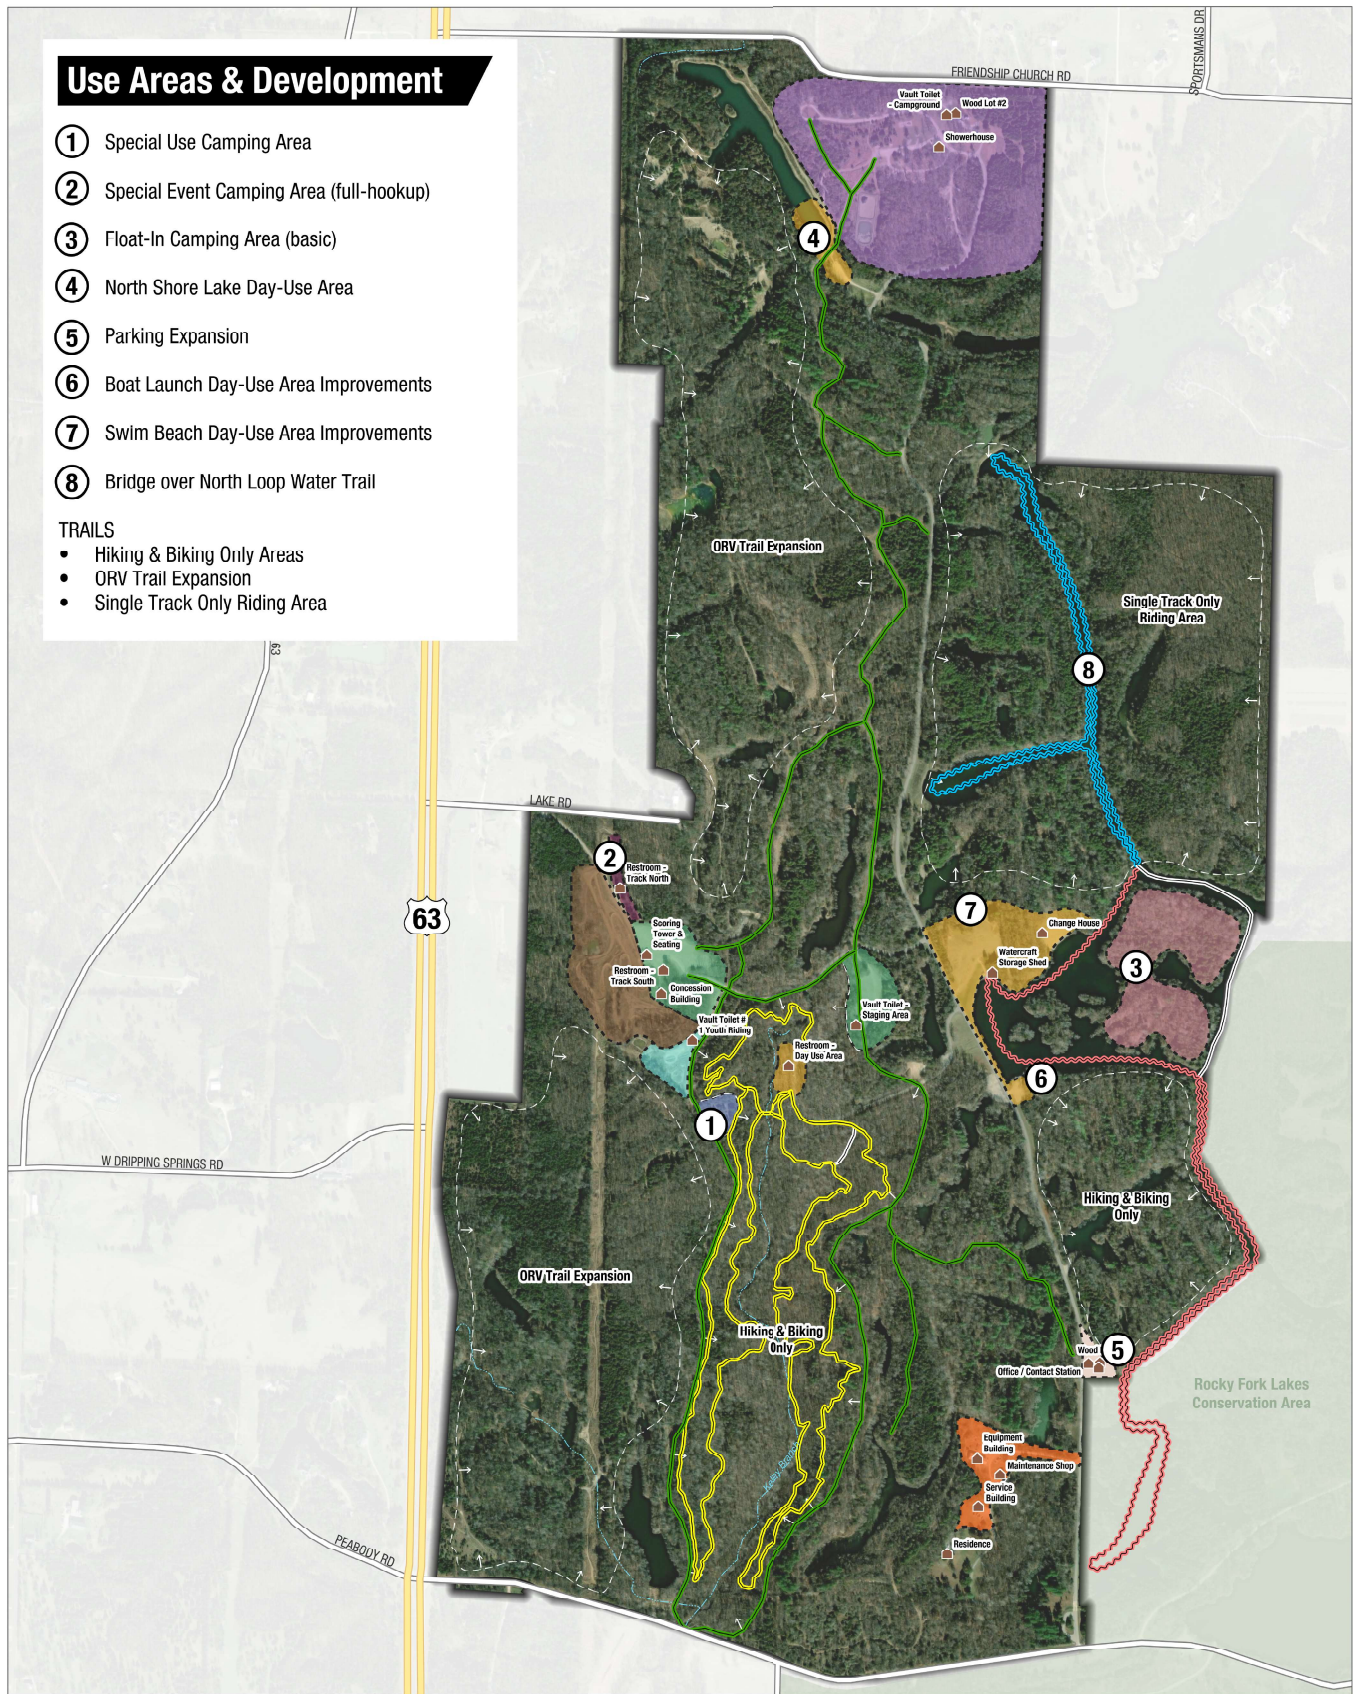 Use Areas & Development
1 Special Use Camping Area
2 Special Event Camping Area (full-hookup)
3 Float-In Camping Area (basic)
4 North Shore Lake Day-Use Area
5 Parking Expansion
6 Boat Launch Day-Use Area Improvements
7 Swim Beach Day-Use Area Improvements
8 Bridge over North Loop Water Trail
TRAILS
• Hiking & Biking Only Areas
• ORV Trail Expansion
• Single Track Only Riding Area
SPORTSMANS DR
FRIENDSHIP CHURCH RD
Vault Toilet
- Campground
Wood Lot #2
Showerhouse
4
ORV Trail Expansion
Single Track Only
Riding Area
63
8
LAKE RD
2
Restroom -
Track North
63
7
Change House
Scoring
Tower &
Seating
Watercraft
Storage Shed
3
Restroom -
Track South
Concession
Building
Vault Toilet #
1 Youth Riding
Vault Toilet -
Staging Area
Restroom -
Day Use Area
6
1
W DRIPPING SPRINGS RD
Hiking & Biking
Only
ORV Trail Expansion
Hiking & Biking
Only
Wood
5
Office / Contact Station
Rocky Fork Lakes
Conservation Area
Equipment
Building
Maintenance Shop
Service
Building
Residence
PEABODY RD